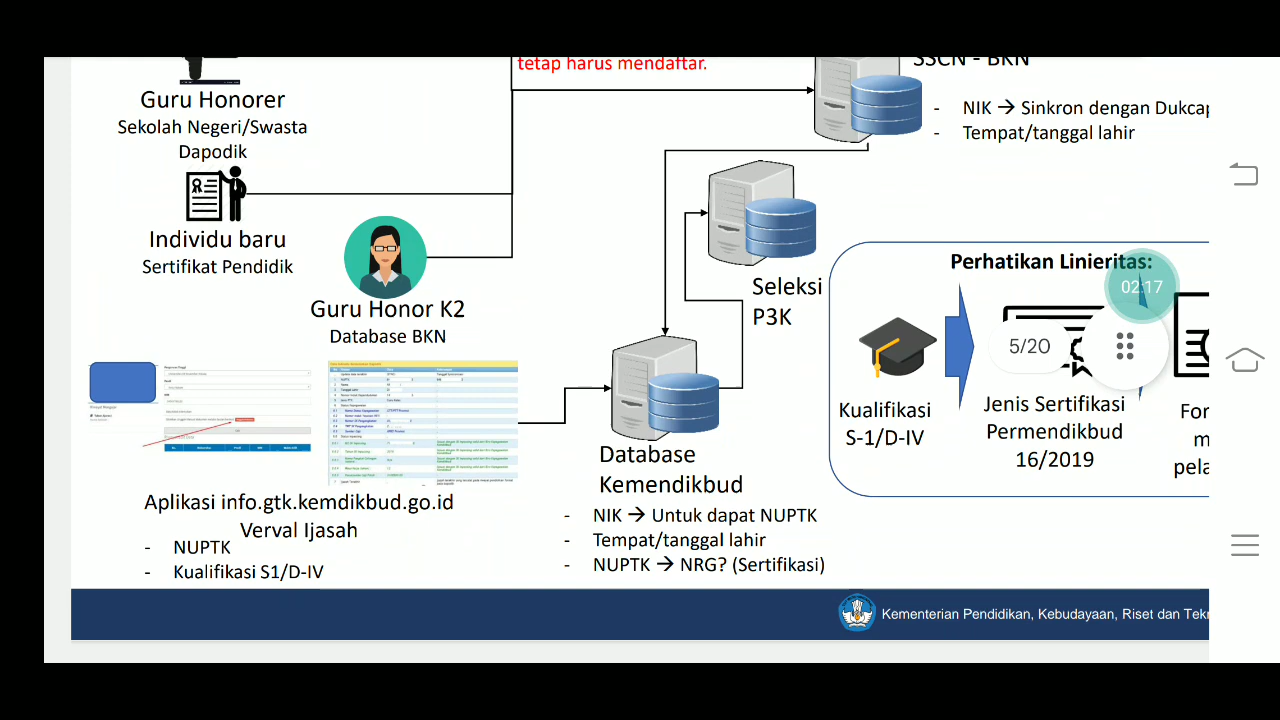 tetap harus mendaftar.
SSCN - BKN
- NIK → Sinkron dengan Dukcap
- Tempat/tanggal lahir
Guru Honorer
Sekolah Negeri/Swasta
Dapodik
Individu baru
Sertifikat Pendidik
Guru Honor K2
Database BKN
Seleksi
P3K
Perhatikan Linieritas:
02:17
5/20
Kualifikasi
S-1/D-IV
Jenis Sertifikasi
Permendikbud
16/2019
For
m
pela
Database
Kemendikbud
- NIK → Untuk dapat NUPTK
- Tempat/tanggal lahir
- NUPTK → NRG? (Sertifikasi)
Aplikasi info.gtk.kemdikbud.go.id
Verval Ijasah
- NUPTK
- Kualifikasi S1/D-IV
Kementerian Pendidikan, Kebudayaan, Riset dan Tekn